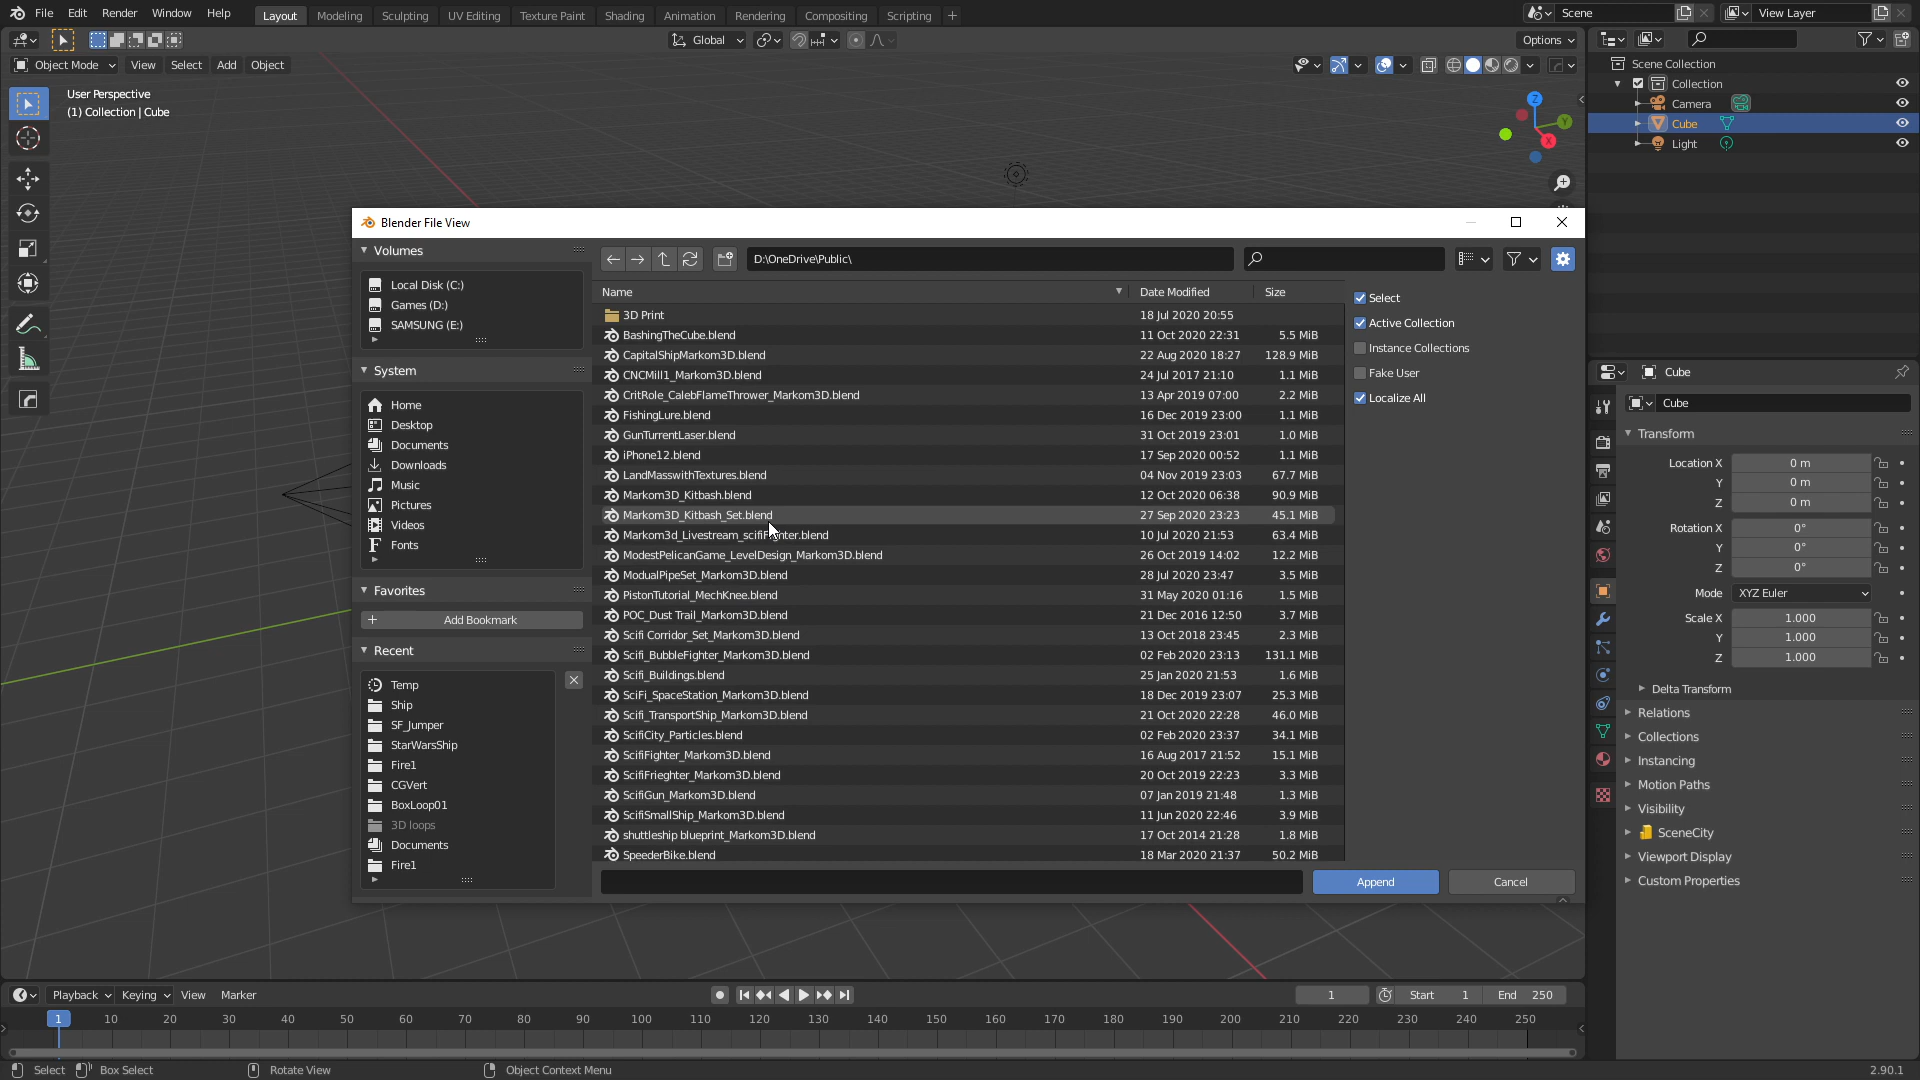 File Edit Render Window Help Layout Modeling Sculpting UV Editing Texture Paint Shading Animation Rendering Compositing Scripting + Scene View Layer
Global Options
Object Mode View Select Add Object
User Perspective
(1) Collection | Cube
Z
Y
X
Scene Collection
Collection
Camera
Cube
Light
Blender File View
Volumes
Local Disk (C:)
Games (D:)
SAMSUNG (E:)
System
Home
Desktop
Documents
Downloads
Music
Pictures
Videos
Fonts
Favorites
Add Bookmark
Recent
Temp
Ship
SF_Jumper
StarWarsShip
Fire1
CGVert
BoxLoop01
3D loops
Documents
Fire1
D:\OneDrive\Public\
Name Date Modified Size
3D Print 18 Jul 2020 20:55
BashingTheCube.blend 11 Oct 2020 22:31 5.5 MiB
CapitalShipMarkom3D.blend 22 Aug 2020 18:27 128.9 MiB
CNCMill1_Markom3D.blend 24 Jul 2017 21:10 1.1 MiB
CritRole_CalebFlameThrower_Markom3D.blend 13 Apr 2019 07:00 2.2 MiB
FishingLure.blend 16 Dec 2019 23:00 1.1 MiB
GunTurrentLaser.blend 31 Oct 2019 23:01 1.0 MiB
iPhone12.blend 17 Sep 2020 00:52 1.1 MiB
LandMasswithTextures.blend 04 Nov 2019 23:03 67.7 MiB
Markom3D_Kitbash.blend 12 Oct 2020 06:38 90.9 MiB
Markom3D_Kitbash_Set.blend 27 Sep 2020 23:23 45.1 MiB
Markom3d_Livestream_scifiFighter.blend 10 Jul 2020 21:53 63.4 MiB
ModestPelicanGame_LevelDesign_Markom3D.blend 26 Oct 2019 14:02 12.2 MiB
ModualPipeSet_Markom3D.blend 28 Jul 2020 23:47 3.5 MiB
PistonTutorial_MechKnee.blend 31 May 2020 01:16 1.5 MiB
POC_Dust Trail_Markom3D.blend 21 Dec 2016 12:50 3.7 MiB
Scifi Corridor_Set_Markom3D.blend 13 Oct 2018 23:45 2.3 MiB
Scifi_BubbleFighter_Markom3D.blend 02 Feb 2020 23:13 131.1 MiB
Scifi_Buildings.blend 25 Jan 2020 21:53 1.6 MiB
SciFi_SpaceStation_Markom3D.blend 18 Dec 2019 23:07 25.3 MiB
Scifi_TransportShip_Markom3D.blend 21 Oct 2020 22:28 46.0 MiB
ScifiCity_Particles.blend 02 Feb 2020 23:37 34.1 MiB
ScifiFighter_Markom3D.blend 16 Aug 2017 21:52 15.1 MiB
ScifiFrieghter_Markom3D.blend 20 Oct 2019 22:23 3.3 MiB
ScifiGun_Markom3D.blend 07 Jan 2019 21:48 1.3 MiB
ScifiSmallShip_Markom3D.blend 11 Jun 2020 22:46 3.9 MiB
shuttleship blueprint_Markom3D.blend 17 Oct 2014 21:28 1.8 MiB
SpeederBike.blend 18 Mar 2020 21:37 50.2 MiB
Select
Active Collection
Instance Collections
Fake User
Localize All
Append Cancel
Cube
Cube
Transform
Location X 0 m
Y 0 m
Z 0 m
Rotation X 0°
Y 0°
Z 0°
Mode XYZ Euler
Scale X 1.000
Y 1.000
Z 1.000
Delta Transform
Relations
Collections
Instancing
Motion Paths
Visibility
SceneCity
Viewport Display
Custom Properties
Playback Keying View Marker 1 Start 1 End 250
1 10 20 30 40 50 60 70 80 90 100 110 120 130 140 150 160 170 180 190 200 210 220 230 240 250
Select Box Select Rotate View Object Context Menu 2.90.1